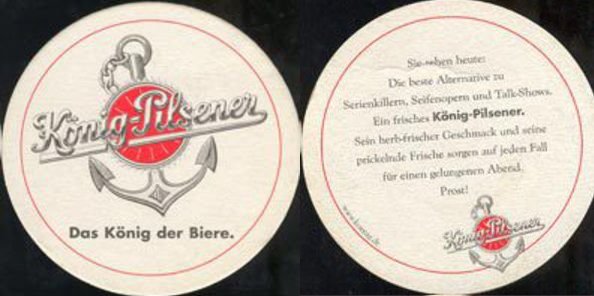 König-Pilsener
Das König der Biere.
Sie sehen heute:
Die beste Alternative zu
Serienkillern, Seifenopern und Talk-Shows.
Ein frisches König-Pilsener.
Sein herb-frischer Geschmack und seine
prickelnde Frische sorgen auf jeden Fall
für einen gelungenen Abend.
Prost!
König-Pilsener